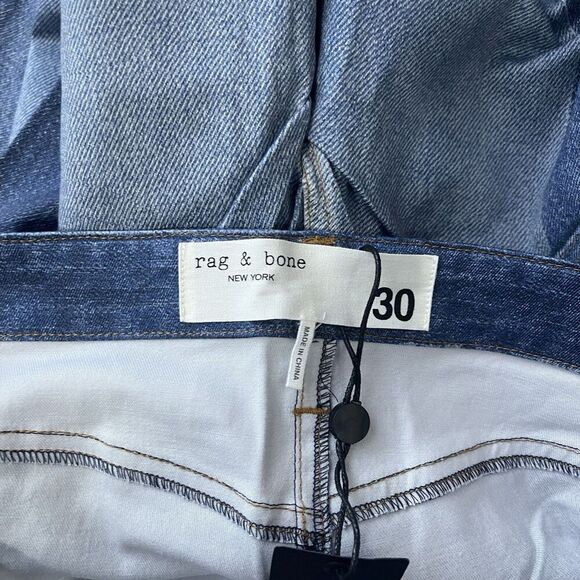 rag & bone
NEW YORK
30
MADE IN CHINA